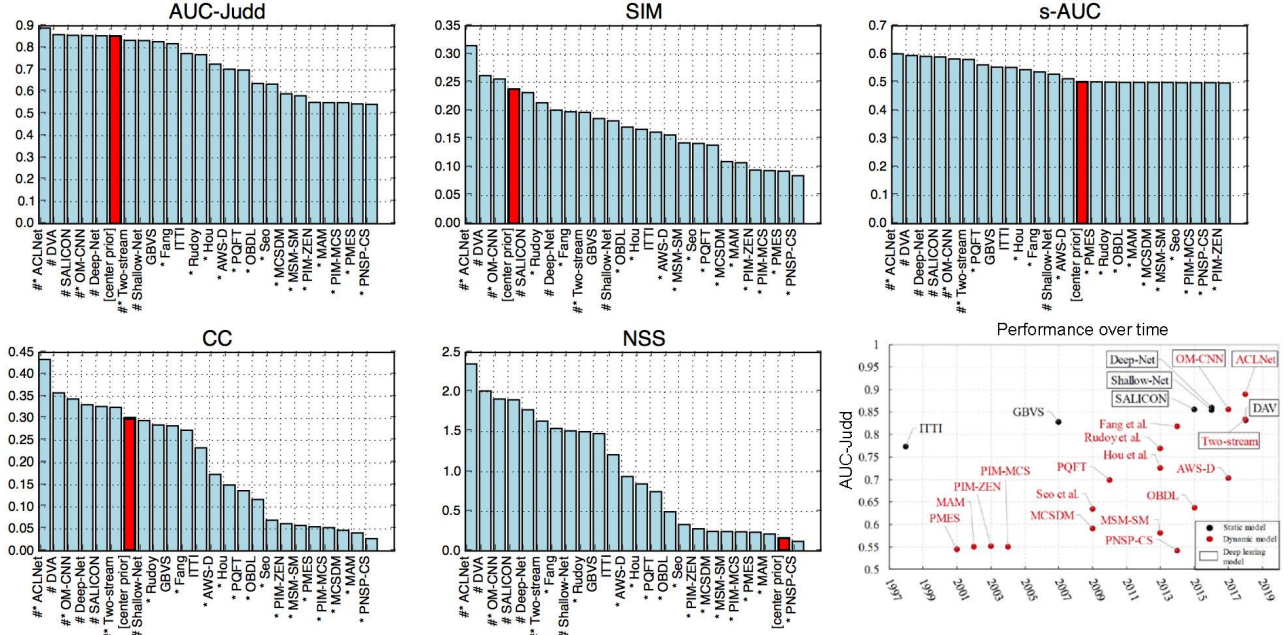 AUC-Judd
0.9
0.8
0.7
0.6
0.5
0.4
0.3
0.2
0.1
0.0
#* ACLNet
# DVA
# SALICON
#* OM-CNN
# Deep-Net
[center prior]
#* Two-stream
# Shallow-Net
GBVS
* Fang
ITTI
* Rudoy
* Hou
* AWS-D
* PQFT
* OBDL
* Seo
* MCSDM
* MSM-SM
* PIM-ZEN
* MAM
* PIM-MCS
* PMES
* PNSP-CS
SIM
0.35
0.30
0.25
0.20
0.15
0.10
0.05
0.00
#* ACLNet
# DVA
#* OM-CNN
[center prior]
# SALICON
* Rudoy
# Deep-Net
* Fang
#* Two-stream
GBVS
# Shallow-Net
* OBDL
* Hou
ITTI
* AWS-D
* MSM-SM
* Seo
* PQFT
* MCSDM
* MAM
* PIM-ZEN
* PIM-MCS
* PMES
* PNSP-CS
s-AUC
0.7
0.6
0.5
0.4
0.3
0.2
0.1
0.0
#* ACLNet
# DVA
# Deep-Net
# SALICON
#* OM-CNN
#* Two-stream
* PQFT
GBVS
ITTI
* Hou
* Fang
# Shallow-Net
* AWS-D
[center prior]
* PMES
* Rudoy
* OBDL
* MAM
* MCSDM
* MSM-SM
* Seo
* PIM-MCS
* PNSP-CS
* PIM-ZEN
CC
0.45
0.40
0.35
0.30
0.25
0.20
0.15
0.10
0.05
0.00
#* ACLNet
# DVA
#* OM-CNN
# Deep-Net
# SALICON
#* Two-stream
[center prior]
# Shallow-Net
* Rudoy
GBVS
* Fang
ITTI
* AWS-D
* Hou
* PQFT
* OBDL
* Seo
* PIM-ZEN
* MSM-SM
* PMES
* PIM-MCS
* MCSDM
* MAM
* PNSP-CS
NSS
2.5
2.0
1.5
1.0
0.5
0.0
#* ACLNet
# DVA
#* OM-CNN
# SALICON
# Deep-Net
#* Two-stream
* Fang
# Shallow-Net
* Rudoy
GBVS
ITTI
* AWS-D
* Hou
* PQFT
* OBDL
* Seo
* PIM-ZEN
* MCSDM
* MSM-SM
* PIM-MCS
* PMES
* MAM
[center prior]
* PNSP-CS
Performance over time
AUC-Judd
1
0.95
0.9
0.85
0.8
0.75
0.7
0.65
0.6
0.55
0.5
Deep-Net
OM-CNN
ACLNet
Shallow-Net
SALICON
DAV
GBVS
ITTI
Fang et al.
Rudoy et al.
Two-stream
Hou et al.
PQFT
AWS-D
PIM-MCS
PIM-ZEN
Seo et al.
OBDL
MAM
MCSDM
MSM-SM
PMES
PNSP-CS
Static model
Dynamic model
Deep learing
model
1997
1999
2001
2003
2005
2007
2009
2011
2013
2015
2017
2019